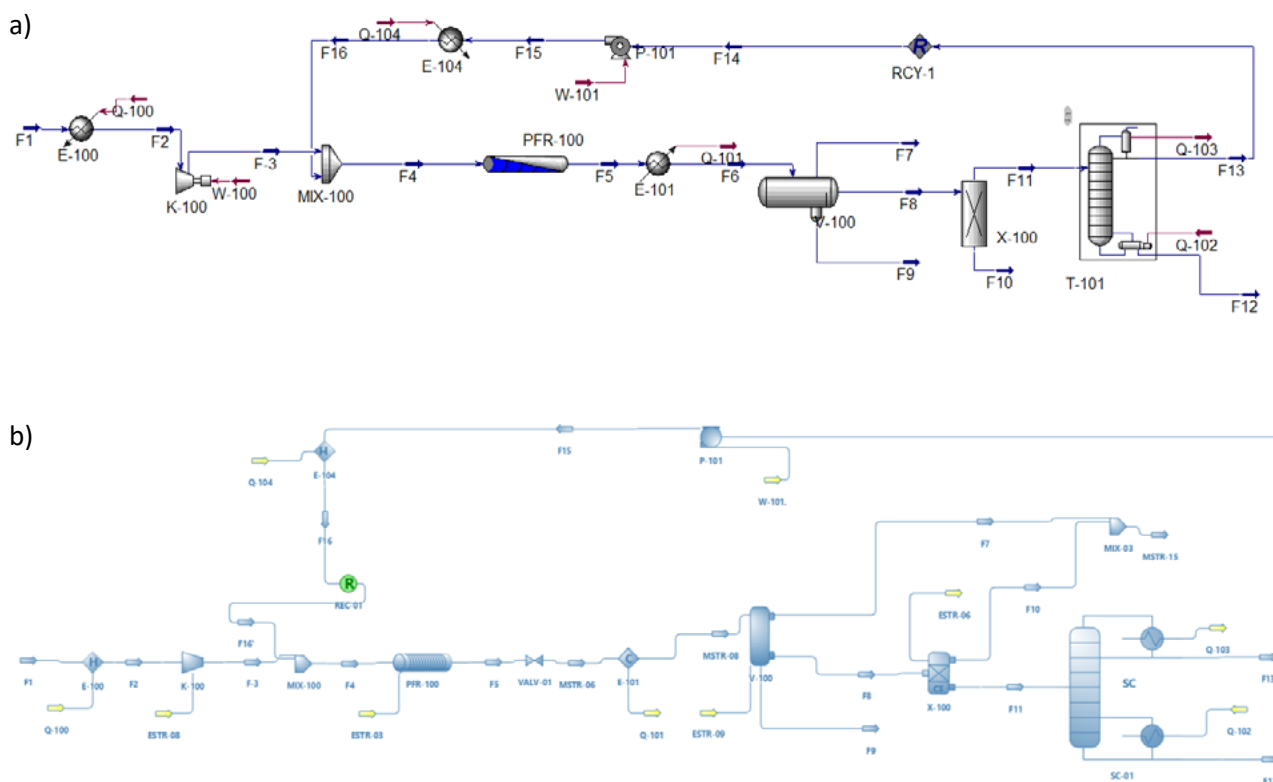 a)
Q-104
F16
E-104
F15
P-101
F14
RCY-1
W-101
F1
Q-100
E-100
F2
K-100
W-100
F-3
MIX-100
F4
PFR-100
F5
Q-101
E-101
F6
F7
V-100
F8
F9
X-100
F10
F11
T-101
Q-103
F13
Q-102
F12
b)
Q-104
E-104
F15
P-101
W-101.
F16
R
REC-01
F16'
F1
E-100
F2
K-100
F-3
MIX-100
F4
PFR-100
F5
VALV-01
MSTR-06
E-101
MSTR-08
V-100
F7
MIX-03
MSTR-15
ESTR-06
F10
F8
X-100
F11
SC
Q-103
F13
Q-100
ESTR-08
ESTR-03
Q-101
ESTR-09
F9
Q-102
SC-01